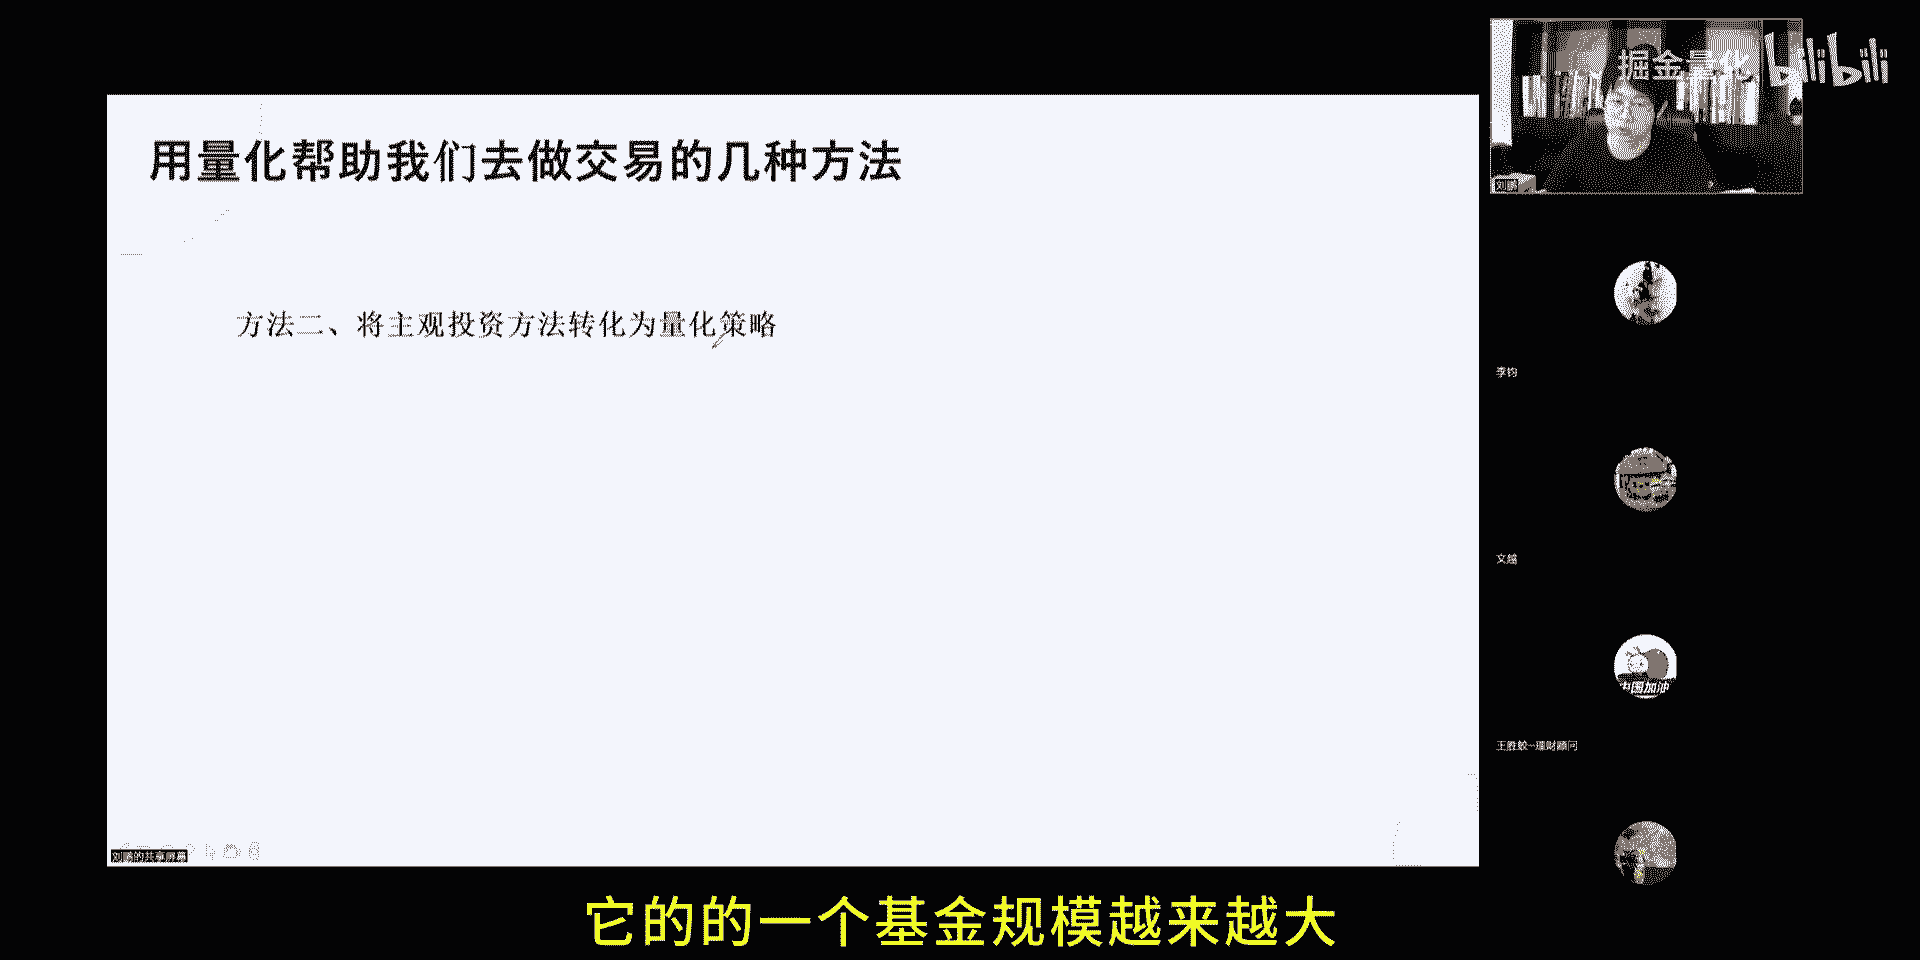 掘金量化 bilibili
用量化帮助我们去做交易的几种方法
刘鹏
方法二、将主观投资方法转化为量化策略
李钧
文越
中国加油
王胜蛟--理财顾问
刘鹏的共享屏幕
它的的一个基金规模越来越大